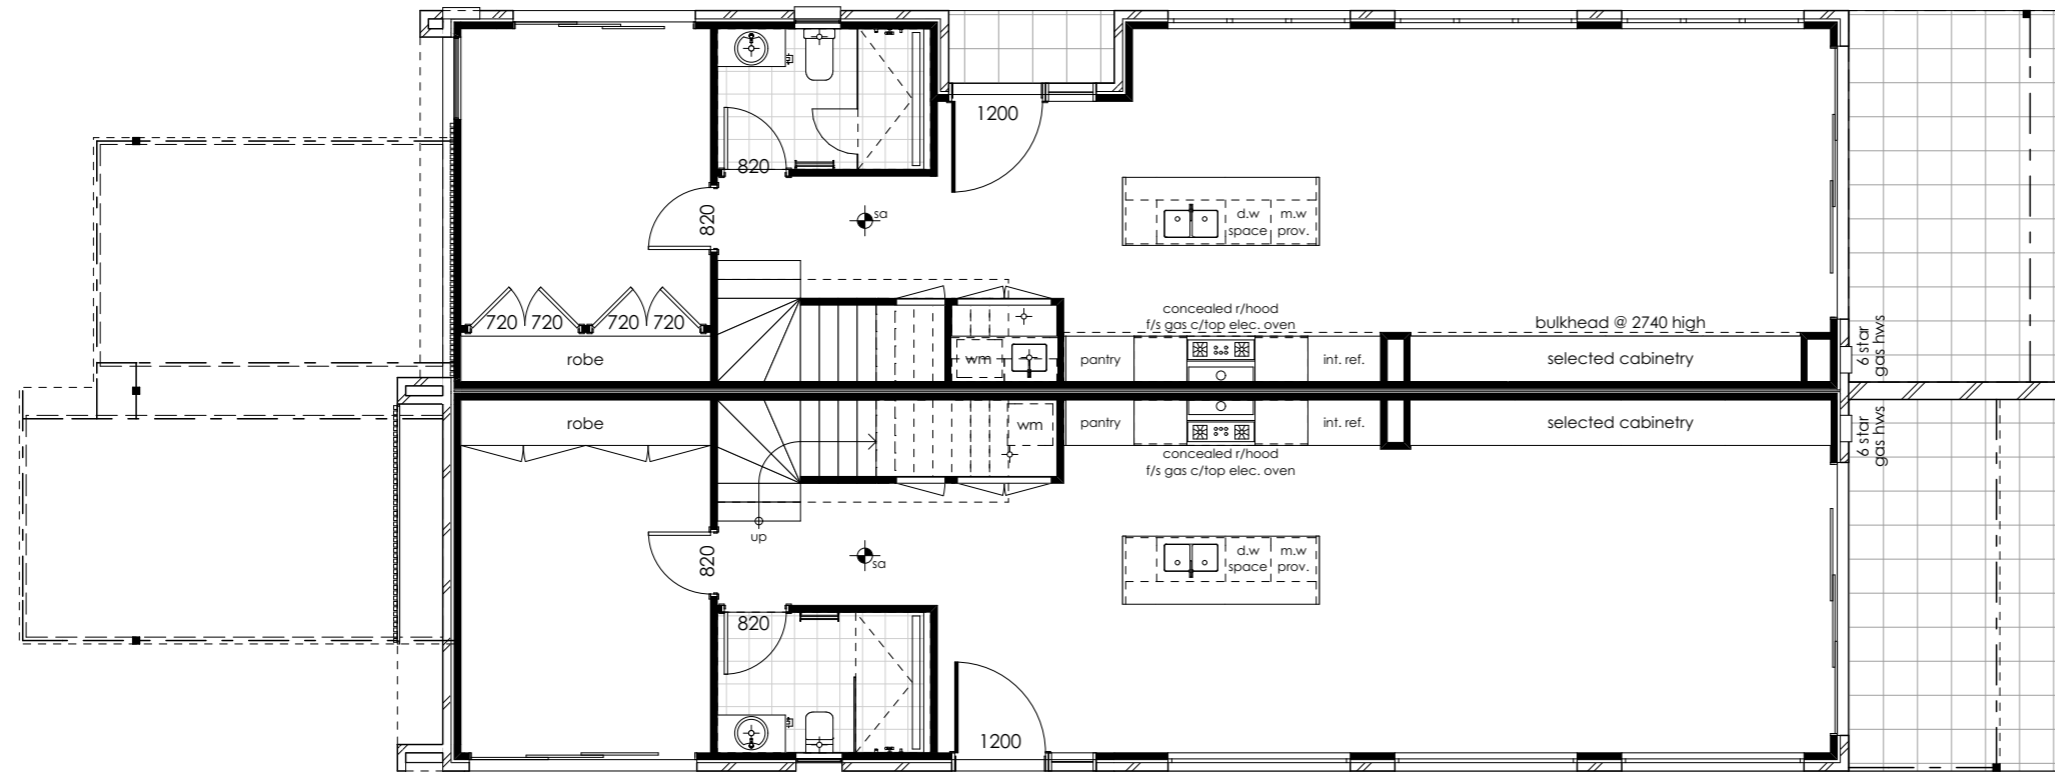 1200
820
820
sa
d.w m.w
space prov.
720 720 720 720
concealed r/hood
f/s gas c/top elec. oven
bulkhead @ 2740 high
robe
wm
pantry
int. ref.
selected cabinetry
6 star
gas hws
robe
wm
pantry
int. ref.
selected cabinetry
6 star
gas hws
concealed r/hood
f/s gas c/top elec. oven
up
820
sa
d.w m.w
space prov.
820
1200